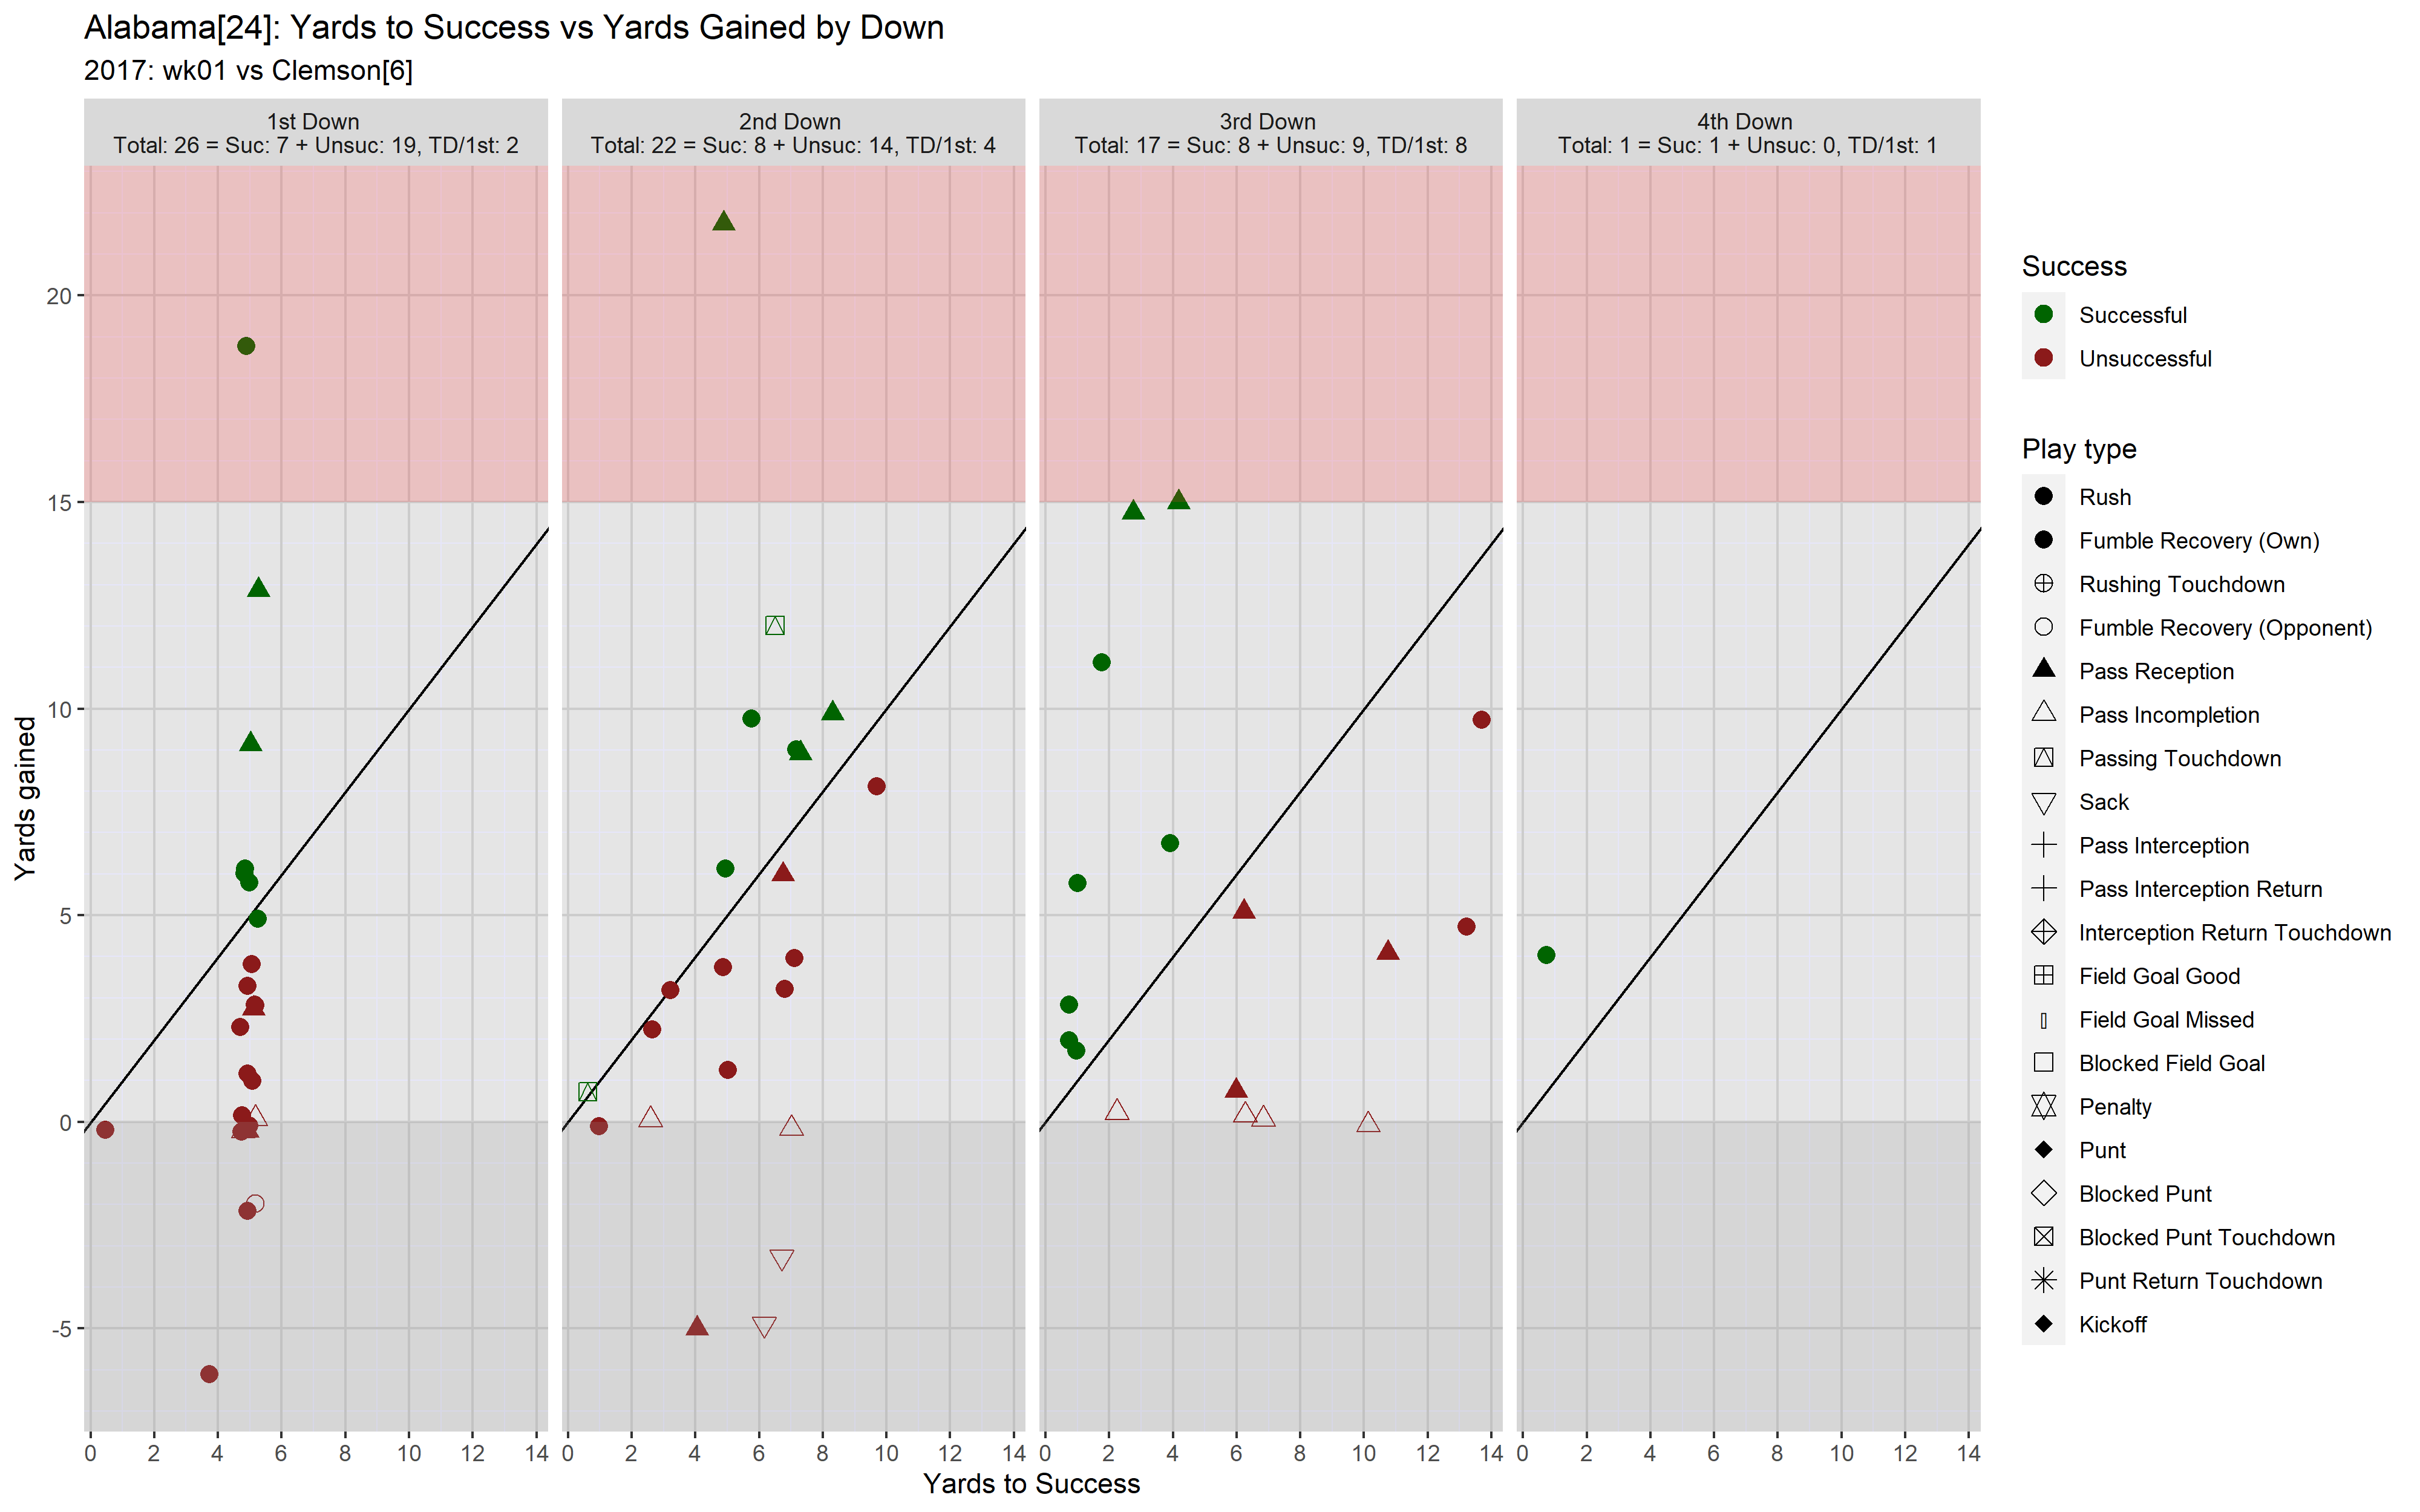 Alabama[24]: Yards to Success vs Yards Gained by Down
2017: wk01 vs Clemson[6]
1st Down
Total: 26 = Suc: 7 + Unsuc: 19, TD/1st: 2
2nd Down
Total: 22 = Suc: 8 + Unsuc: 14, TD/1st: 4
3rd Down
Total: 17 = Suc: 8 + Unsuc: 9, TD/1st: 8
4th Down
Total: 1 = Suc: 1 + Unsuc: 0, TD/1st: 1
Yards gained
20
15
10
5
0
-5
0 2 4 6 8 10 12 14
0 2 4 6 8 10 12 14
0 2 4 6 8 10 12 14
0 2 4 6 8 10 12 14
Yards to Success
Success
Successful
Unsuccessful
Play type
Rush
Fumble Recovery (Own)
Rushing Touchdown
Fumble Recovery (Opponent)
Pass Reception
Pass Incompletion
Passing Touchdown
Sack
Pass Interception
Pass Interception Return
Interception Return Touchdown
Field Goal Good
Field Goal Missed
Blocked Field Goal
Penalty
Punt
Blocked Punt
Blocked Punt Touchdown
Punt Return Touchdown
Kickoff